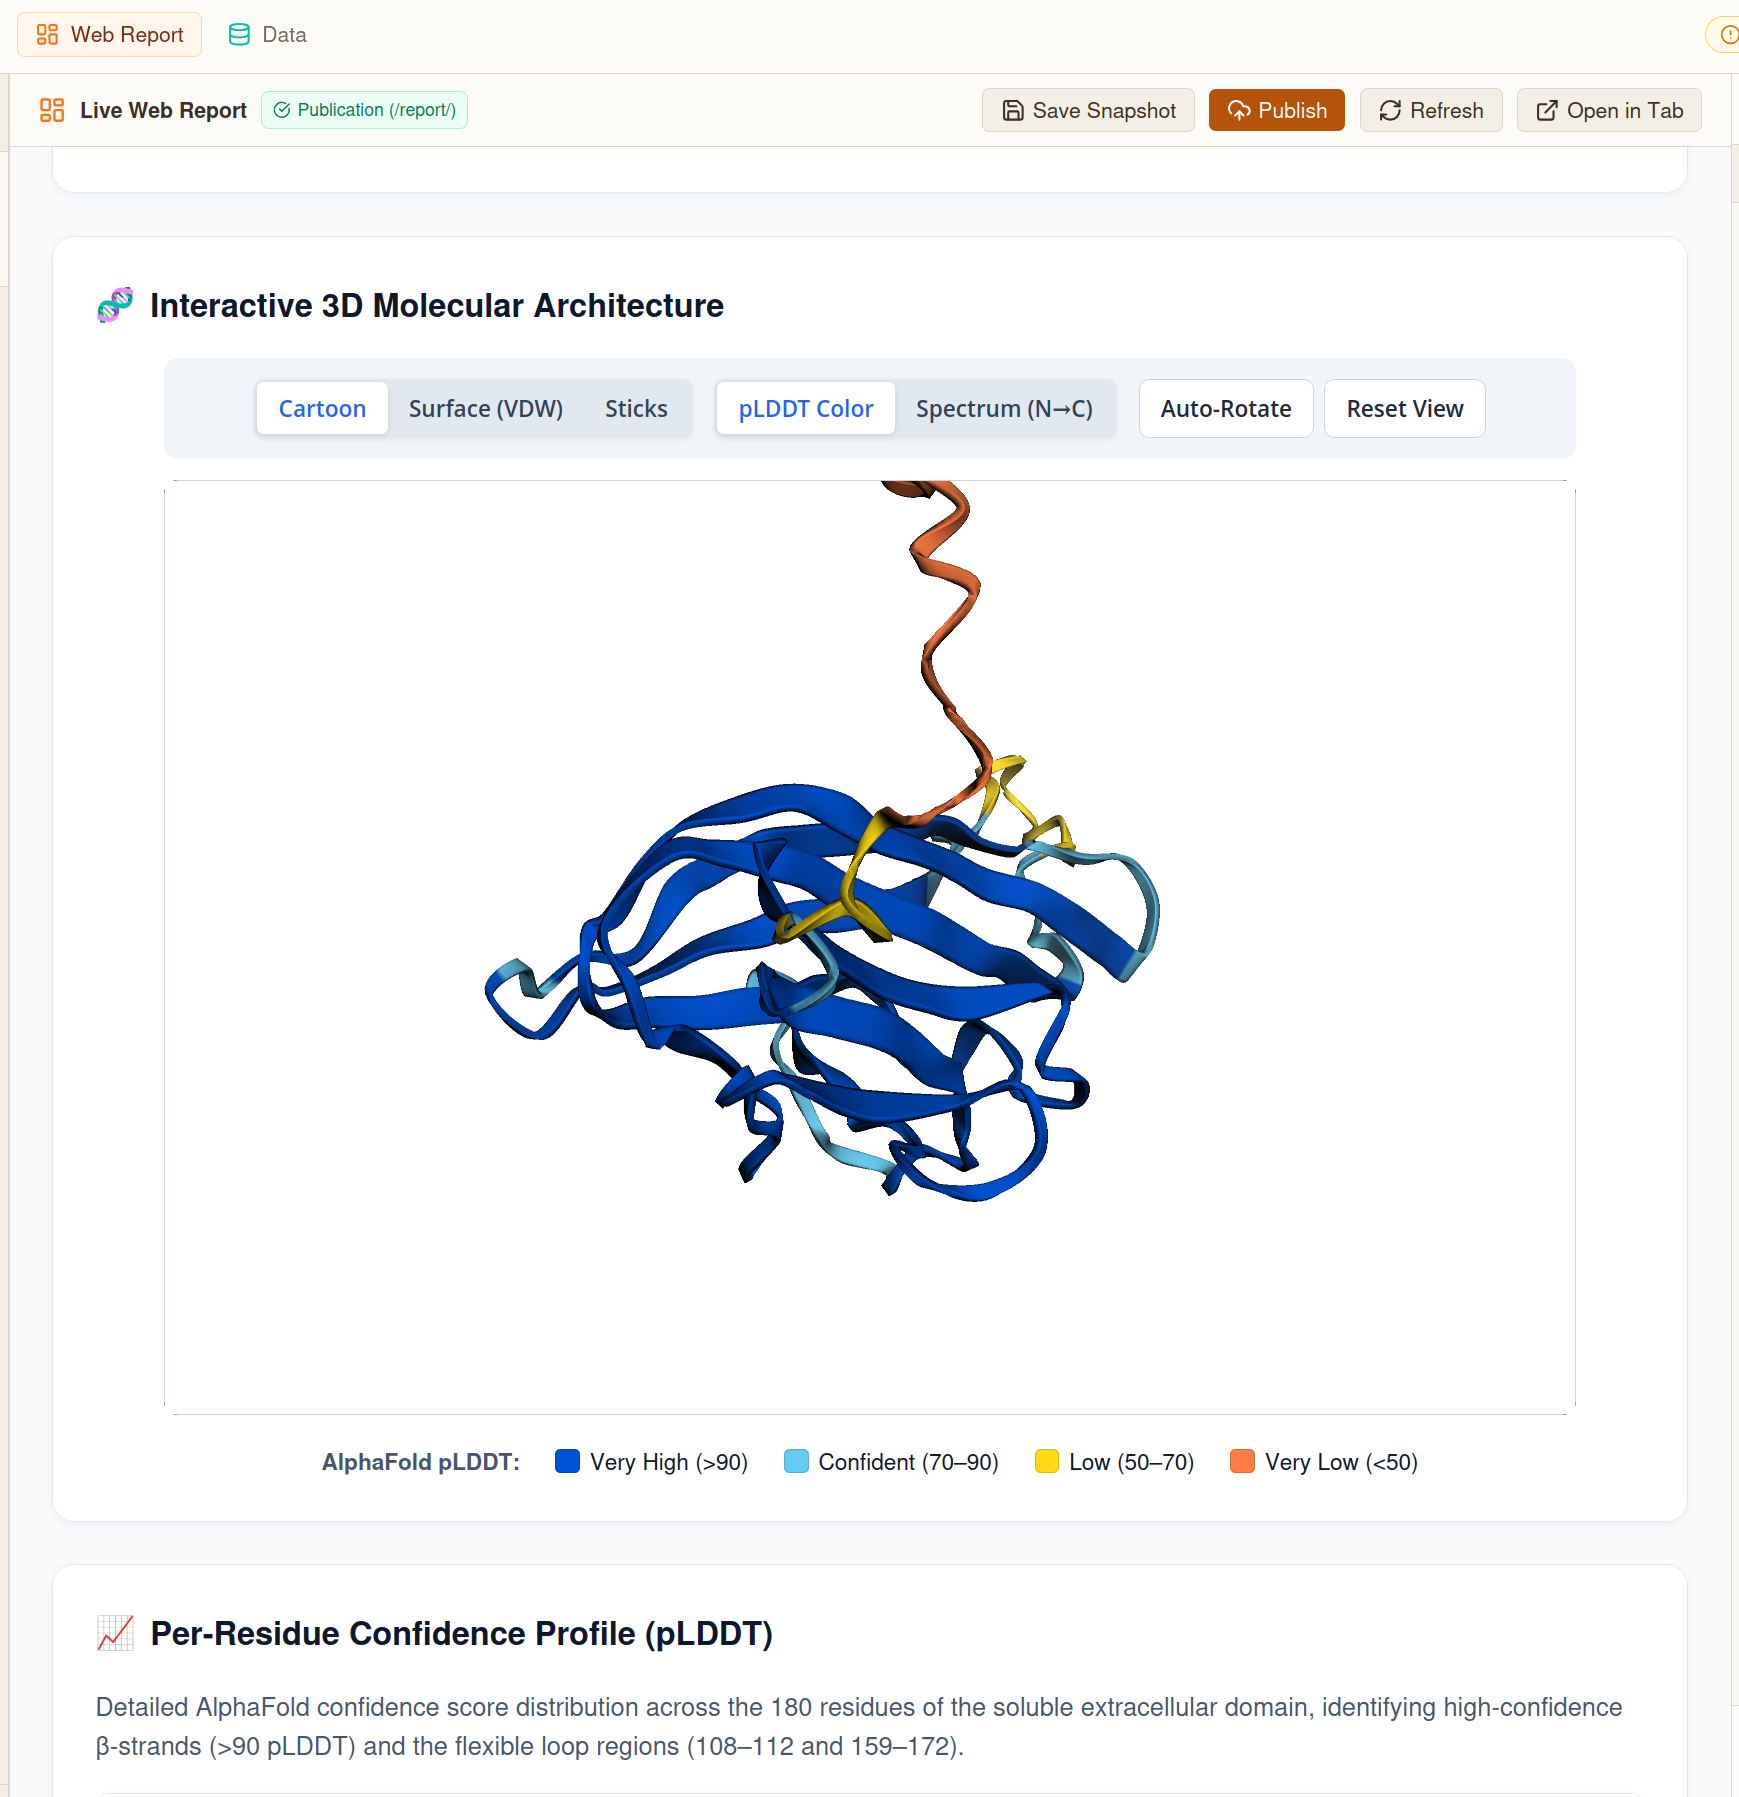 Web Report
Data
Live Web Report
Publication (/report/)
Save Snapshot
Publish
Refresh
Open in Tab
Interactive 3D Molecular Architecture
Cartoon
Surface (VDW)
Sticks
pLDDT Color
Spectrum (N→C)
Auto-Rotate
Reset View
AlphaFold pLDDT:
Very High (>90)
Confident (70–90)
Low (50–70)
Very Low (<50)
Per-Residue Confidence Profile (pLDDT)
Detailed AlphaFold confidence score distribution across the 180 residues of the soluble extracellular domain, identifying high-confidence
β-strands (>90 pLDDT) and the flexible loop regions (108–112 and 159–172).